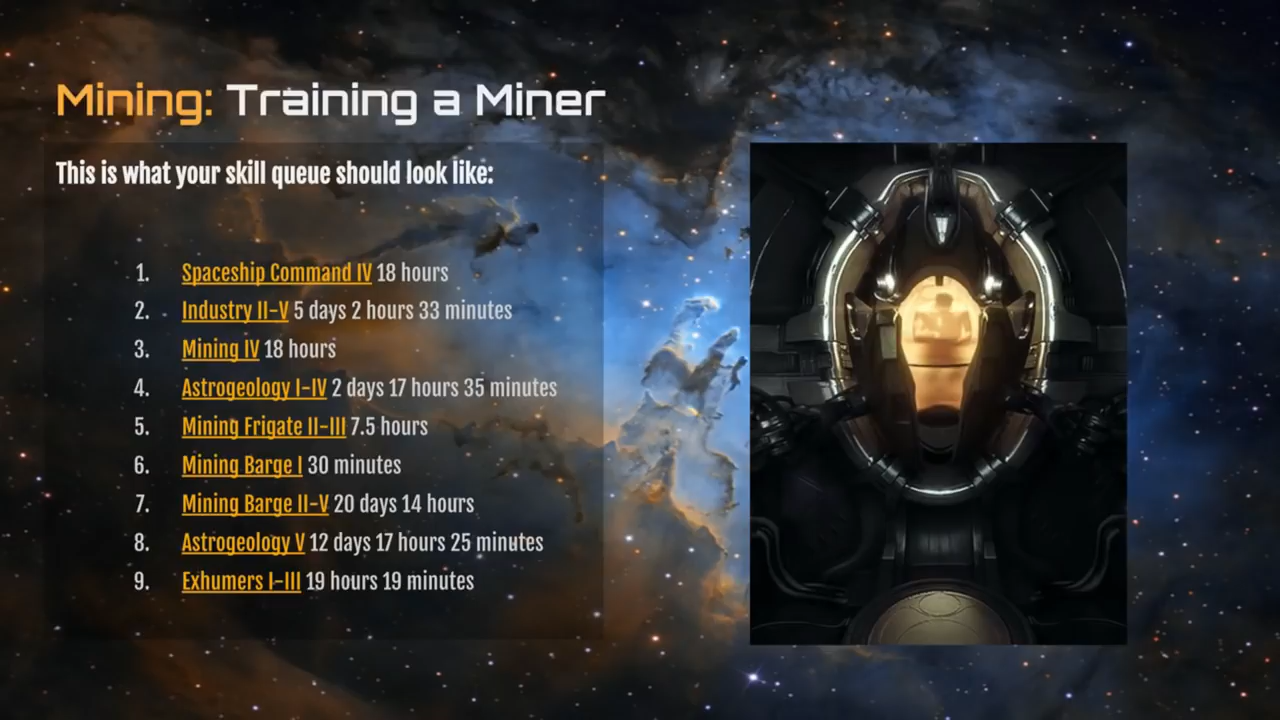 Mining: Training a Miner
This is what your skill queue should look like:
1. Spaceship Command IV 18 hours
2. Industry II-V 5 days 2 hours 33 minutes
3. Mining IV 18 hours
4. Astrogeology I-IV 2 days 17 hours 35 minutes
5. Mining Frigate II-III 7.5 hours
6. Mining Barge I 30 minutes
7. Mining Barge II-V 20 days 14 hours
8. Astrogeology V 12 days 17 hours 25 minutes
9. Exhumers I-III 19 hours 19 minutes